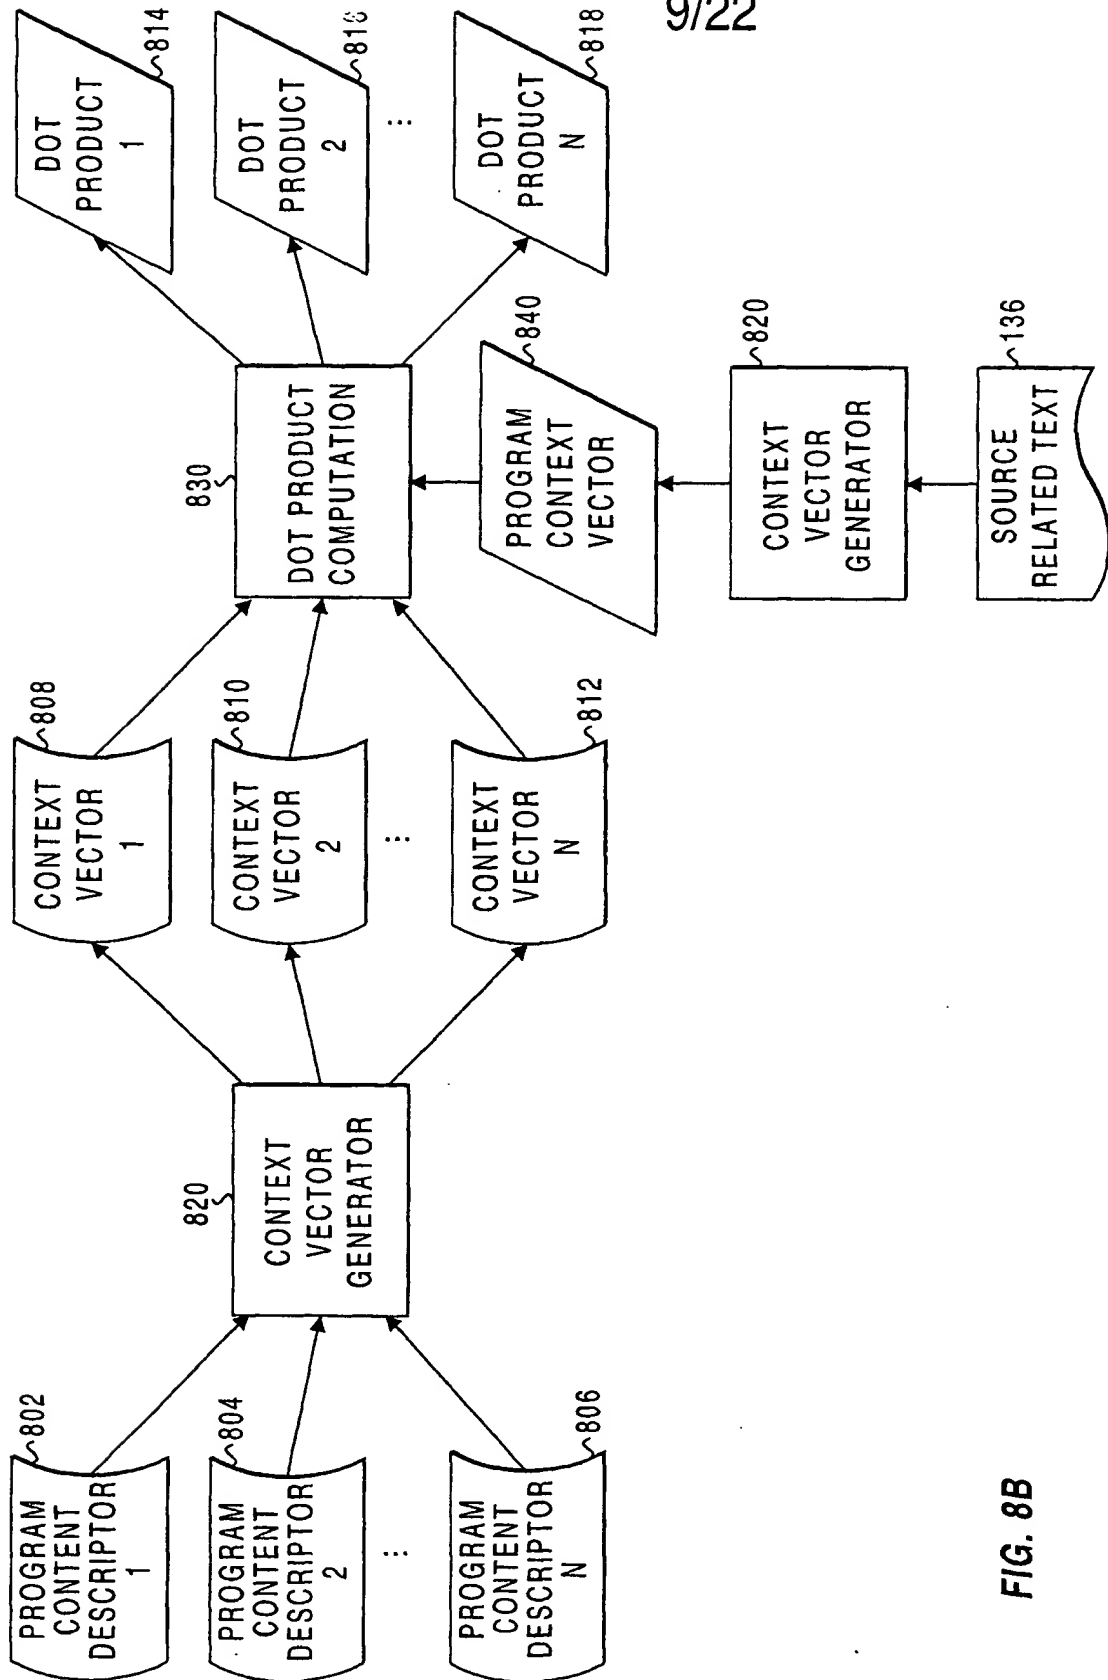 9/22
PROGRAM
CONTENT
DESCRIPTOR
1
802
PROGRAM
CONTENT
DESCRIPTOR
2
804
...
PROGRAM
CONTENT
DESCRIPTOR
N
806
820
CONTEXT
VECTOR
GENERATOR
CONTEXT
VECTOR
1
808
CONTEXT
VECTOR
2
810
...
CONTEXT
VECTOR
N
812
830
DOT PRODUCT
COMPUTATION
DOT
PRODUCT
1
814
DOT
PRODUCT
2
816
...
DOT
PRODUCT
N
818
PROGRAM
CONTEXT
VECTOR
840
CONTEXT
VECTOR
GENERATOR
820
SOURCE
RELATED TEXT
136
FIG. 8B